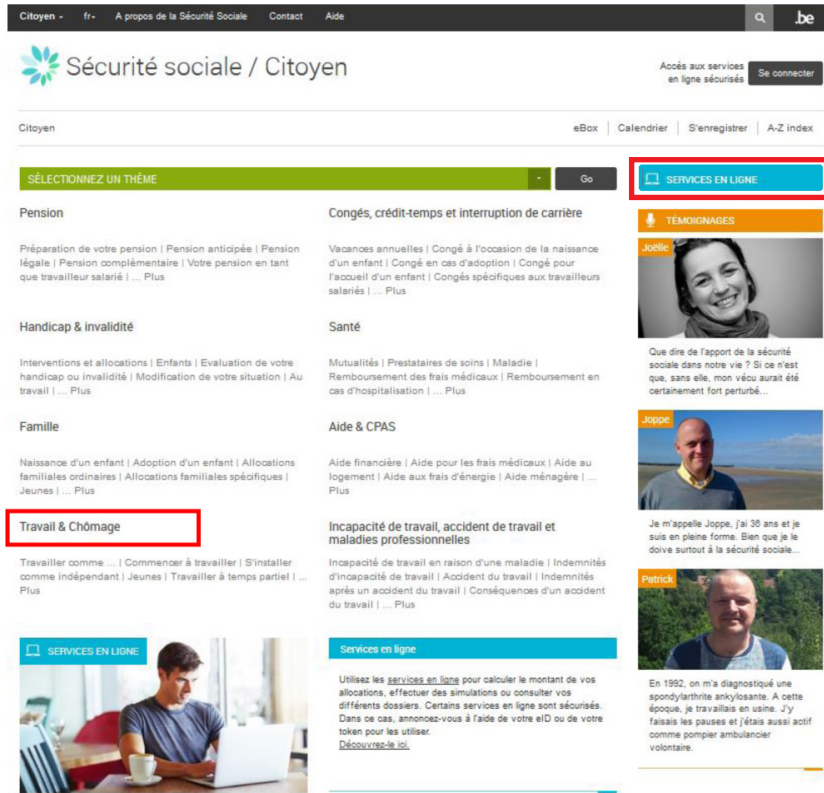 Citoyen - fr- A propos de la Sécurité Sociale Contact Aide .be
Sécurité sociale / Citoyen
Accès aux services
en ligne sécurisés
Se connecter
Citoyen eBox | Calendrier | S'enregistrer | A-Z index
SÉLECTIONNEZ UN THÈME - Go
Pension
Préparation de votre pension | Pension anticipée | Pension
légale | Pension complémentaire | Votre pension en tant
que travailleur salarié | ... Plus
Congés, crédit-temps et interruption de carrière
Vacances annuelles | Congé à l'occasion de la naissance
d'un enfant | Congé en cas d'adoption | Congé pour
l'accueil d'un enfant | Congés spécifiques aux travailleurs
salariés | ... Plus
Handicap & invalidité
Interventions et allocations | Enfants | Evaluation de votre
handicap ou invalidité | Modification de votre situation | Au
travail | ... Plus
Santé
Mutualités | Prestataires de soins | Maladie |
Remboursement des frais médicaux | Remboursement en
cas d'hospitalisation | ... Plus
Famille
Naissance d'un enfant | Adoption d'un enfant | Allocations
familiales ordinaires | Allocations familiales spécifiques |
Jeunes | ... Plus
Aide & CPAS
Aide financière | Aide pour les frais médicaux | Aide au
logement | Aide aux frais d'énergie | Aide ménagère | ...
Plus
Travail & Chômage
Travailler comme ... | Commencer à travailler | S'installer
comme indépendant | Jeunes | Travailler à temps partiel | ...
Plus
Incapacité de travail, accident de travail et
maladies professionnelles
Incapacité de travail en raison d'une maladie | Indemnités
d'incapacité de travail | Accident du travail | Indemnités
après un accident du travail | Conséquences d'un accident
du travail | ... Plus
SERVICES EN LIGNE
Services en ligne
Utilisez les services en ligne pour calculer le montant de vos
allocations, effectuer des simulations ou consulter vos
différents dossiers. Certains services en ligne sont sécurisés.
Dans ce cas, annoncez-vous à l'aide de votre eID ou de votre
token pour les utiliser.
Découvrez-le ici.
SERVICES EN LIGNE
TÉMOIGNAGES
Joëlle
Que dire de l'apport de la sécurité
sociale dans notre vie ? Si ce n'est
que, sans elle, mon vécu aurait été
certainement fort perturbé...
Joppe
Je m'appelle Joppe, j'ai 36 ans et je
suis en pleine forme. Bien que je le
doive surtout à la sécurité sociale...
Patrick
En 1992, on m'a diagnostiqué une
spondylarthrite ankylosante. A cette
époque, je travaillais en usine. J'y
faisais les pauses et j'étais aussi actif
comme pompier ambulancier
volontaire.